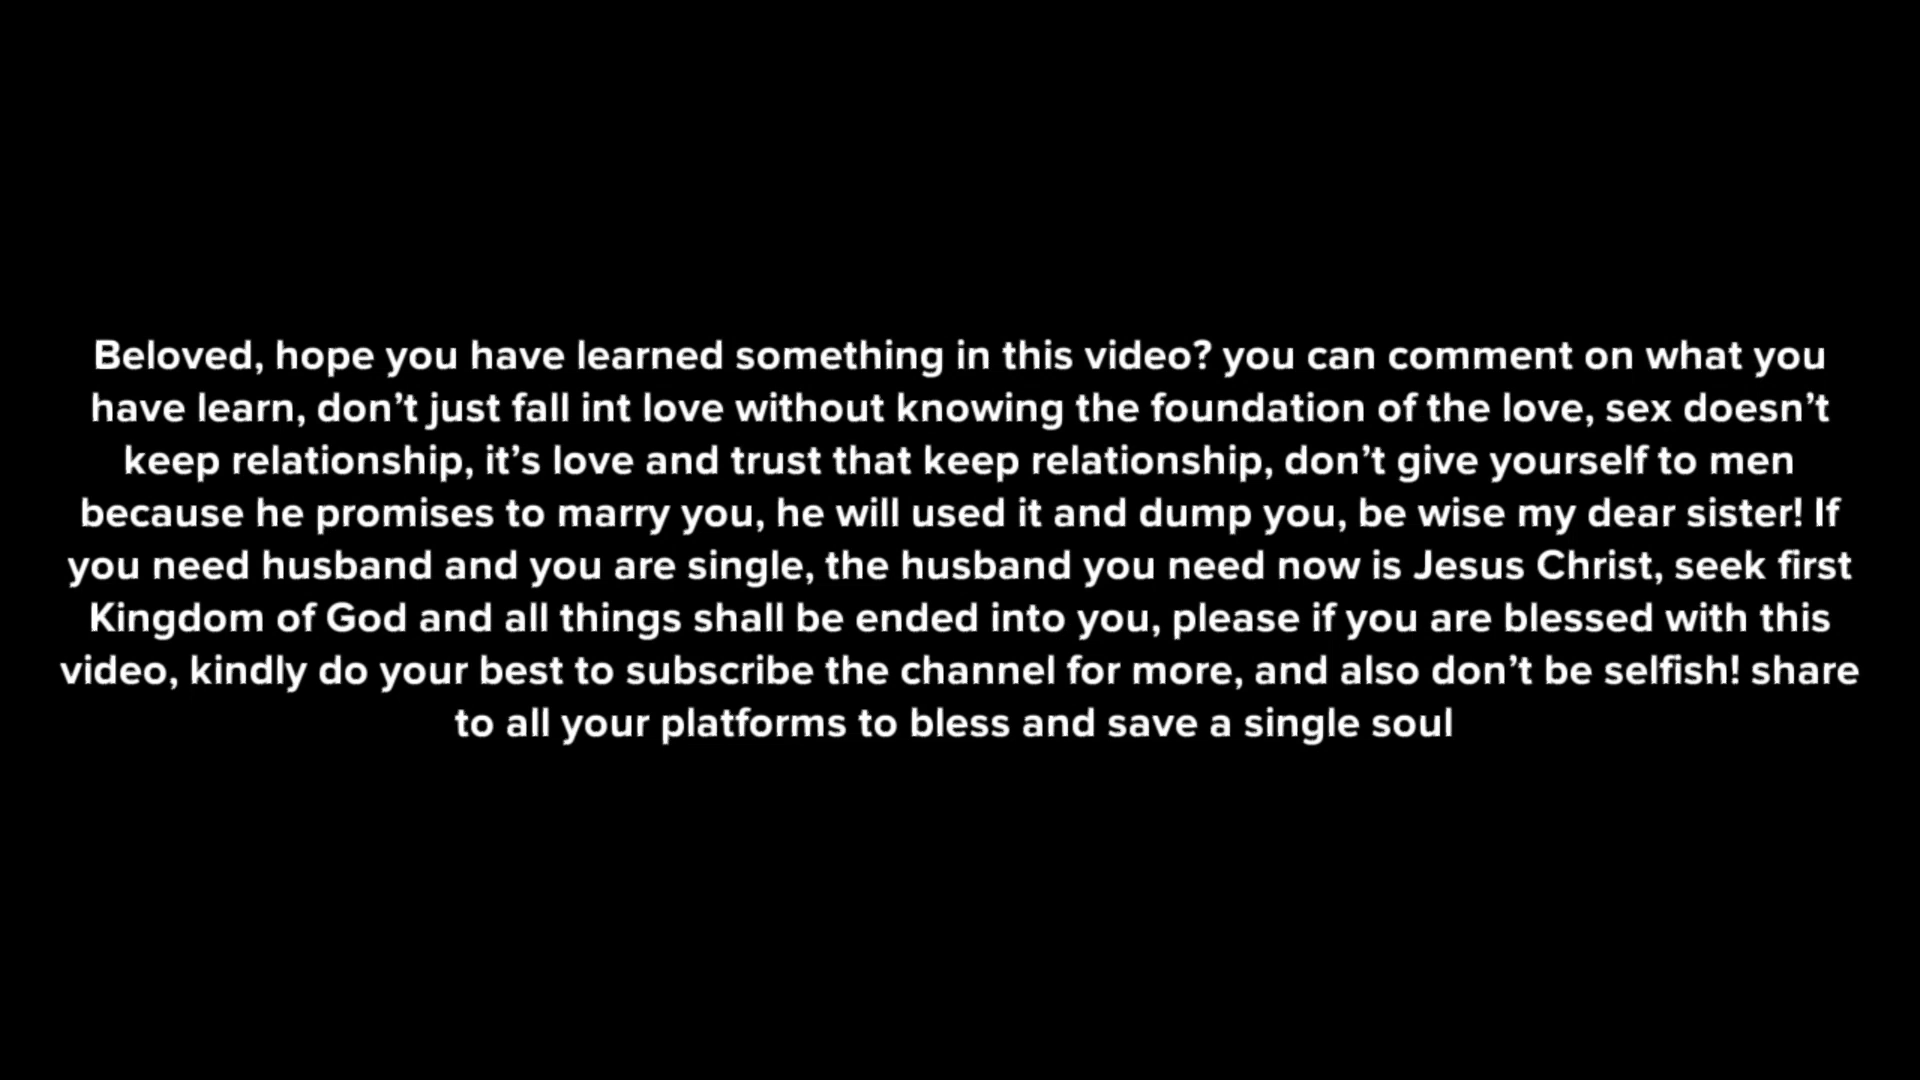 Beloved, hope you have learned something in this video? you can comment on what you
have learn, don’t just fall int love without knowing the foundation of the love, sex doesn’t
keep relationship, it’s love and trust that keep relationship, don’t give yourself to men
because he promises to marry you, he will used it and dump you, be wise my dear sister! If
you need husband and you are single, the husband you need now is Jesus Christ, seek first
Kingdom of God and all things shall be ended into you, please if you are blessed with this
video, kindly do your best to subscribe the channel for more, and also don’t be selfish! share
to all your platforms to bless and save a single soul